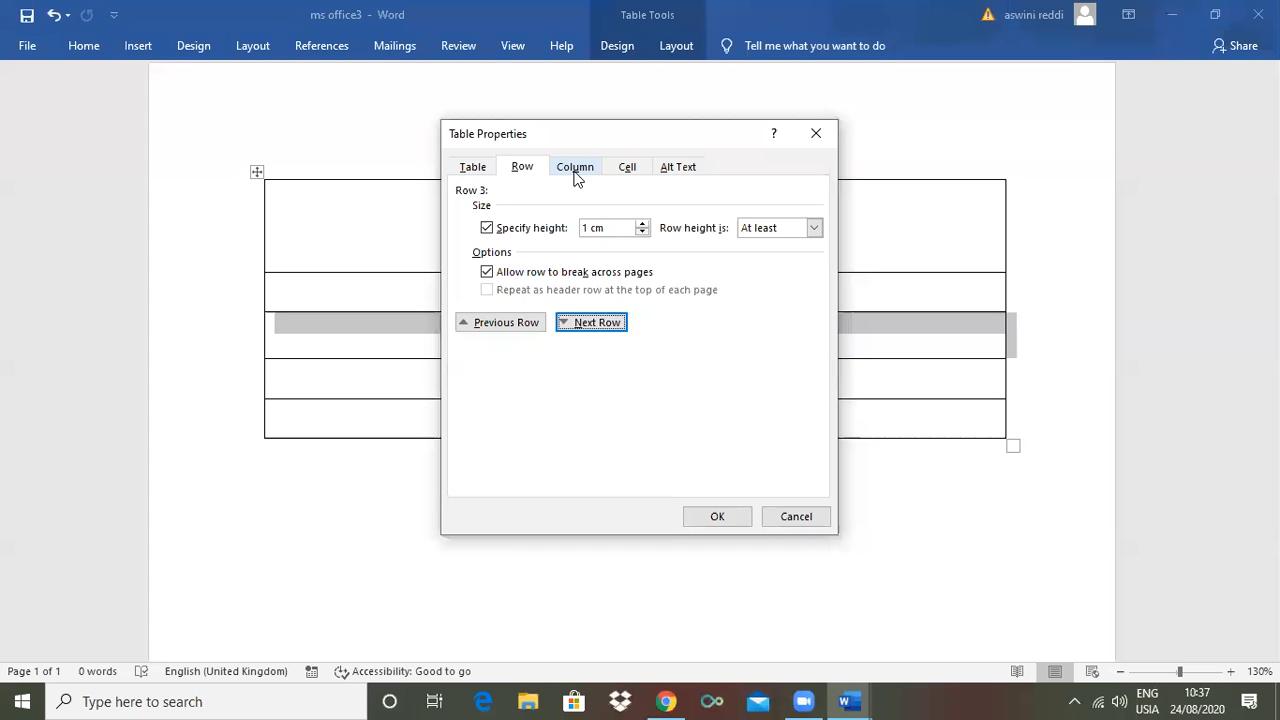 ms office3 - Word
Table Tools
aswini reddi
File Home Insert Design Layout References Mailings Review View Help Design Layout Tell me what you want to do Share
Table Properties
?
Table Row Column Cell Alt Text
Row 3:
Size
Specify height: 1 cm Row height is: At least
Options
Allow row to break across pages
Repeat as header row at the top of each page
Previous Row Next Row
OK Cancel
Page 1 of 1 0 words English (United Kingdom) Accessibility: Good to go 130%
Type here to search
ENG
USIA
10:37
24/08/2020